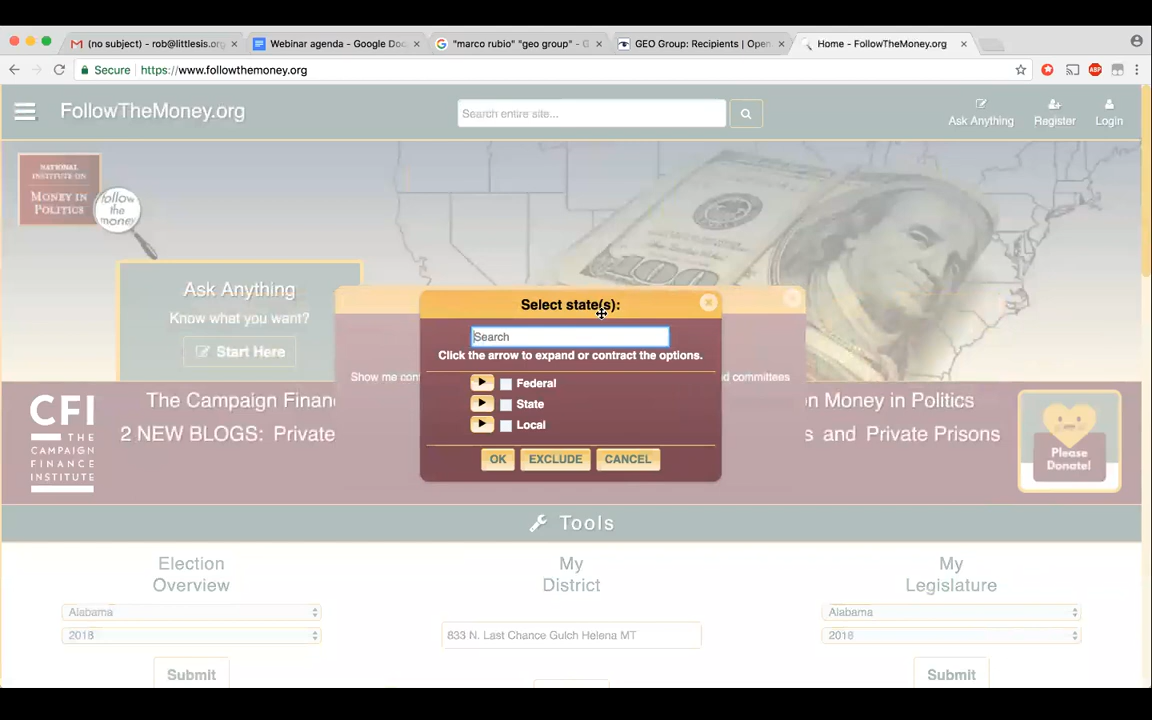 (no subject) - rob@littlesis.org
Webinar agenda - Google Doc
"marco rubio" "geo group" - G
GEO Group: Recipients | Open
Home - FollowTheMoney.org
Secure
https://www.followthemoney.org
ABP
FollowTheMoney.org
Search entire site...
Ask Anything
Register
Login
NATIONAL
INSTITUTE ON
MONEY IN
POLITICS
follow
the
money
Ask Anything
Know what you want?
Start Here
100
Select state(s):
Search
Click the arrow to expand or contract the options.
Show me con
d committees
Federal
State
Local
OK
EXCLUDE
CANCEL
CFI
THE
CAMPAIGN
FINANCE
INSTITUTE
The Campaign Finan
on Money in Politics
2 NEW BLOGS: Private
s and Private Prisons
Please
Donate!
Tools
Election
Overview
Alabama
2018
Submit
My
District
833 N. Last Chance Gulch Helena MT
My
Legislature
Alabama
2018
Submit